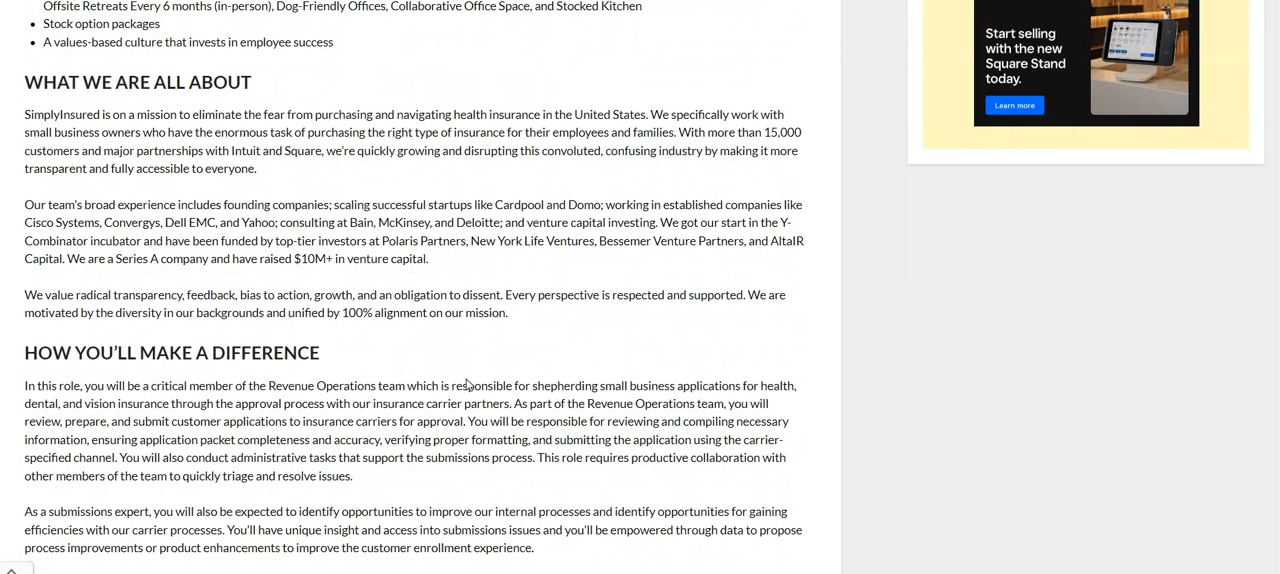 Offsite Retreats Every 6 months (in-person), Dog-Friendly Offices, Collaborative Office Space, and Stocked Kitchen
Stock option packages
A values-based culture that invests in employee success
WHAT WE ARE ALL ABOUT
SimplyInsured is on a mission to eliminate the fear from purchasing and navigating health insurance in the United States. We specifically work with
small business owners who have the enormous task of purchasing the right type of insurance for their employees and families. With more than 15,000
customers and major partnerships with Intuit and Square, we're quickly growing and disrupting this convoluted, confusing industry by making it more
transparent and fully accessible to everyone.
Our team's broad experience includes founding companies; scaling successful startups like Cardpool and Domo; working in established companies like
Cisco Systems, Convergys, Dell EMC, and Yahoo; consulting at Bain, McKinsey, and Deloitte; and venture capital investing. We got our start in the Y-
Combinator incubator and have been funded by top-tier investors at Polaris Partners, New York Life Ventures, Bessemer Venture Partners, and AltaIR
Capital. We are a Series A company and have raised $10M+ in venture capital.
We value radical transparency, feedback, bias to action, growth, and an obligation to dissent. Every perspective is respected and supported. We are
motivated by the diversity in our backgrounds and unified by 100% alignment on our mission.
HOW YOU'LL MAKE A DIFFERENCE
In this role, you will be a critical member of the Revenue Operations team which is responsible for shepherding small business applications for health,
dental, and vision insurance through the approval process with our insurance carrier partners. As part of the Revenue Operations team, you will
review, prepare, and submit customer applications to insurance carriers for approval. You will be responsible for reviewing and compiling necessary
information, ensuring application packet completeness and accuracy, verifying proper formatting, and submitting the application using the carrier-
specified channel. You will also conduct administrative tasks that support the submissions process. This role requires productive collaboration with
other members of the team to quickly triage and resolve issues.
As a submissions expert, you will also be expected to identify opportunities to improve our internal processes and identify opportunities for gaining
efficiencies with our carrier processes. You'll have unique insight and access into submissions issues and you'll be empowered through data to propose
process improvements or product enhancements to improve the customer enrollment experience.
Start selling
with the new
Square Stand
today.
Learn more